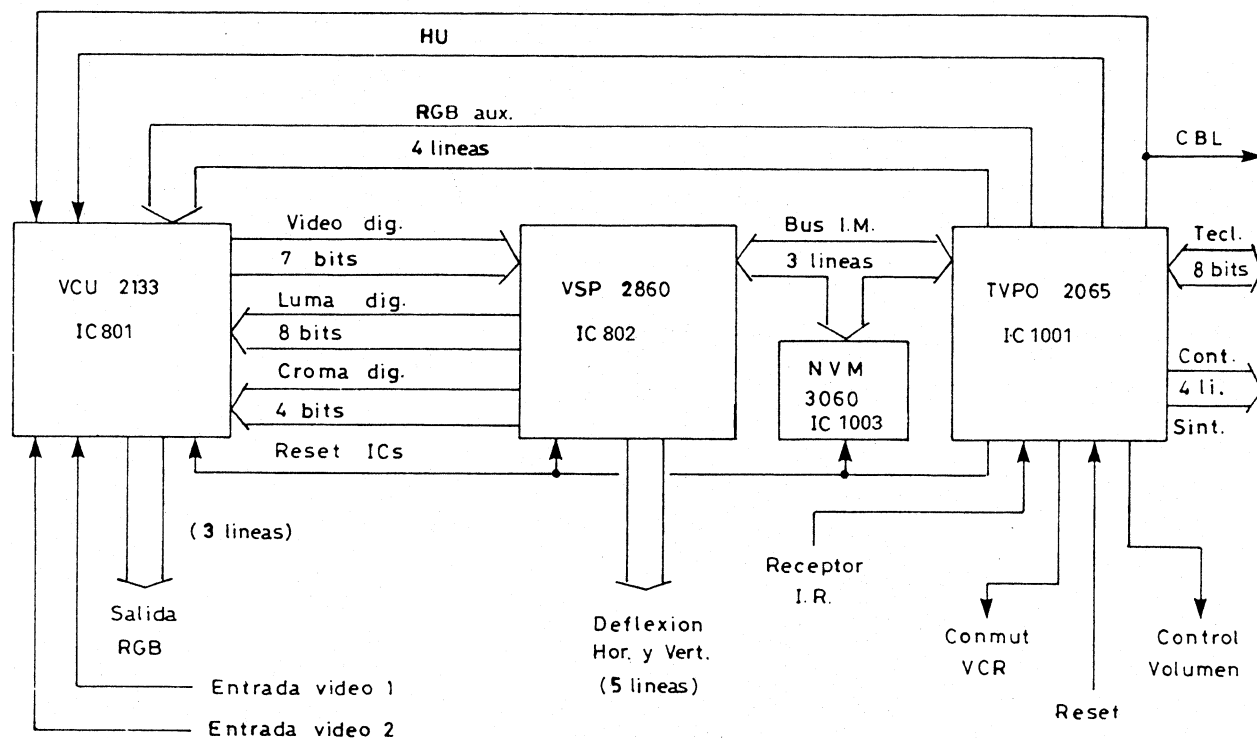 HU
RGB aux.
4 lineas
CBL
Video dig.
7 bits
Luma dig.
8 bits
Croma dig.
4 bits
Reset ICs
VCU 2133
IC801
VSP 2860
IC 802
Bus I.M.
3 lineas
NVM
3060
IC 1003
TVPO 2065
IC 1001
Tecl.
8 bits
Cont.
4 li.
Sint.
(3 lineas)
Salida
RGB
Deflexion
Hor. y Vert.
(5 lineas)
Receptor
I.R.
Conmut
VCR
Control
Volumen
Reset
Entrada video 1
Entrada video 2